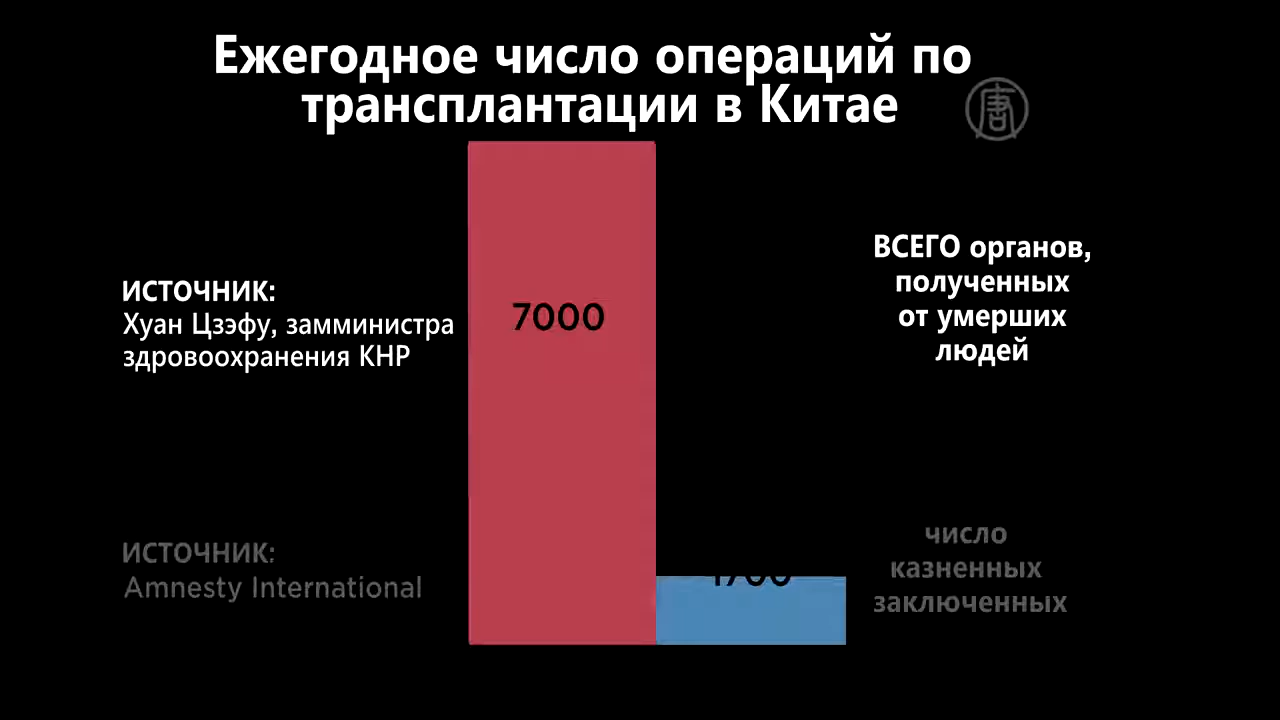 Ежегодное число операций по
трансплантации в Китае
唐
ИСТОЧНИК:
Хуан Цзэфу, замминистра
здровоохранения КНР
7000
ВСЕГО органов,
полученных
от умерших
людей
ИСТОЧНИК:
Amnesty International
число
казненных
заключенных